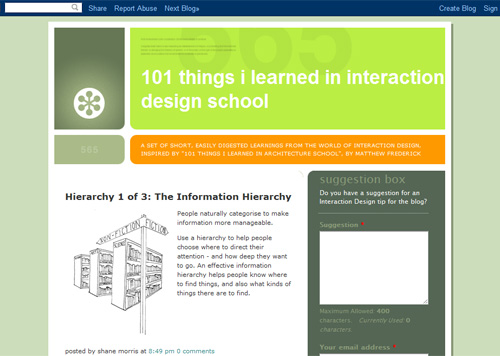 Share Report Abuse Next Blog» Create Blog Sign
565
101 things i learned in interaction
design school
565
A SET OF SHORT, EASILY DIGESTED LEARNINGS FROM THE WORLD OF INTERACTION DESIGN.
INSPIRED BY "101 THINGS I LEARNED IN ARCHITECTURE SCHOOL", BY MATTHEW FREDERICK
Hierarchy 1 of 3: The Information Hierarchy
NON-FICTION
FICTION
People naturally categorise to make
information more manageable.
Use a hierarchy to help people
choose where to direct their
attention - and how deep they want
to go. An effective information
hierarchy helps people know where
to find things, and also what kinds of
things there are to find.
posted by shane morris at 8:49 pm 0 comments
suggestion box
Do you have a suggestion for an
Interaction Design tip for the blog?
Suggestion *
Maximum Allowed: 400
characters. Currently used: 0
characters.
Your email address *